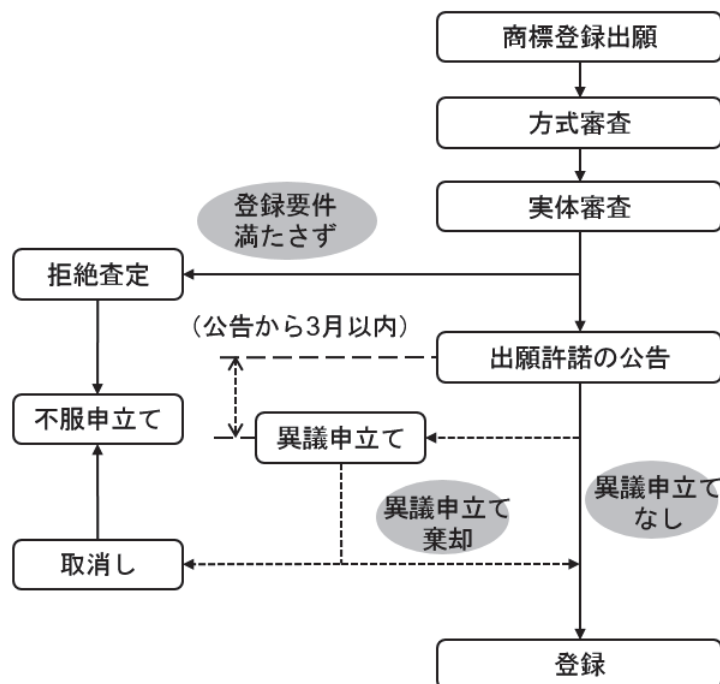 商標登録出願
方式審査
実体審査
登録要件
満たさず
拒絶査定
（公告から3月以内）
出願許諾の公告
不服申立て
異議申立て
異議申立て
なし
異議申立て
棄却
取消し
登録